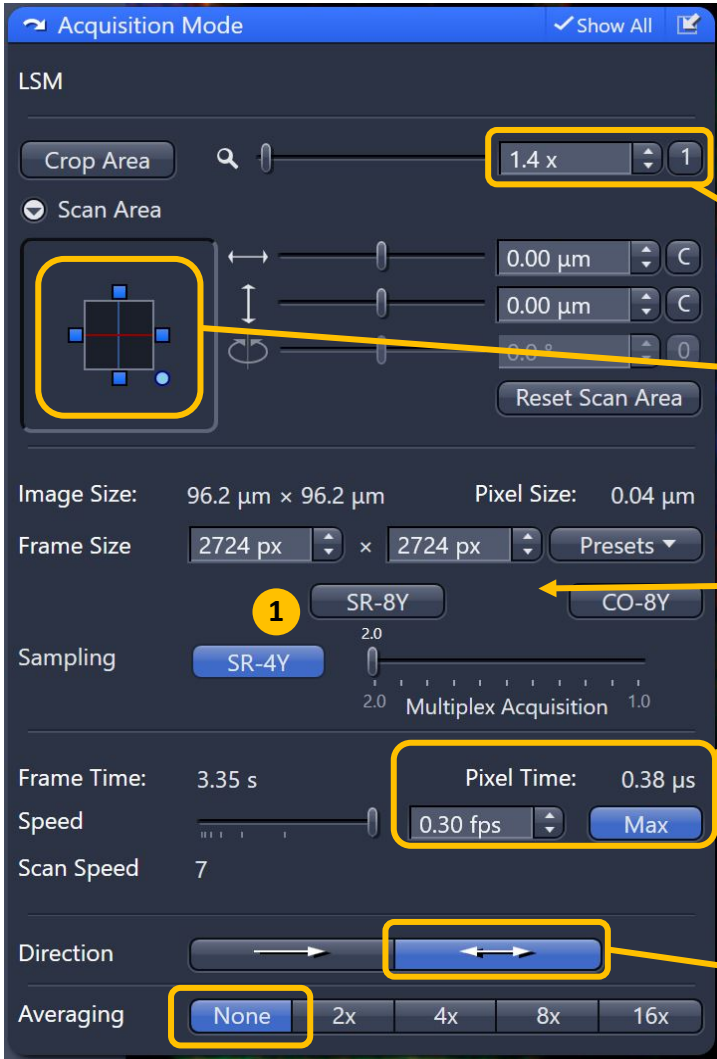 Acquisition Mode Show All
LSM
Crop Area 1.4 x 1
Scan Area
0.00 µm C
0.00 µm C
0.0 ° 0
Reset Scan Area
Image Size: 96.2 µm × 96.2 µm Pixel Size: 0.04 µm
Frame Size 2724 px × 2724 px Presets
1 SR-8Y CO-8Y
2.0
Sampling SR-4Y
2.0 Multiplex Acquisition 1.0
Frame Time: 3.35 s Pixel Time: 0.38 µs
Speed 0.30 fps Max
Scan Speed 7
Direction
Averaging None 2x 4x 8x 16x